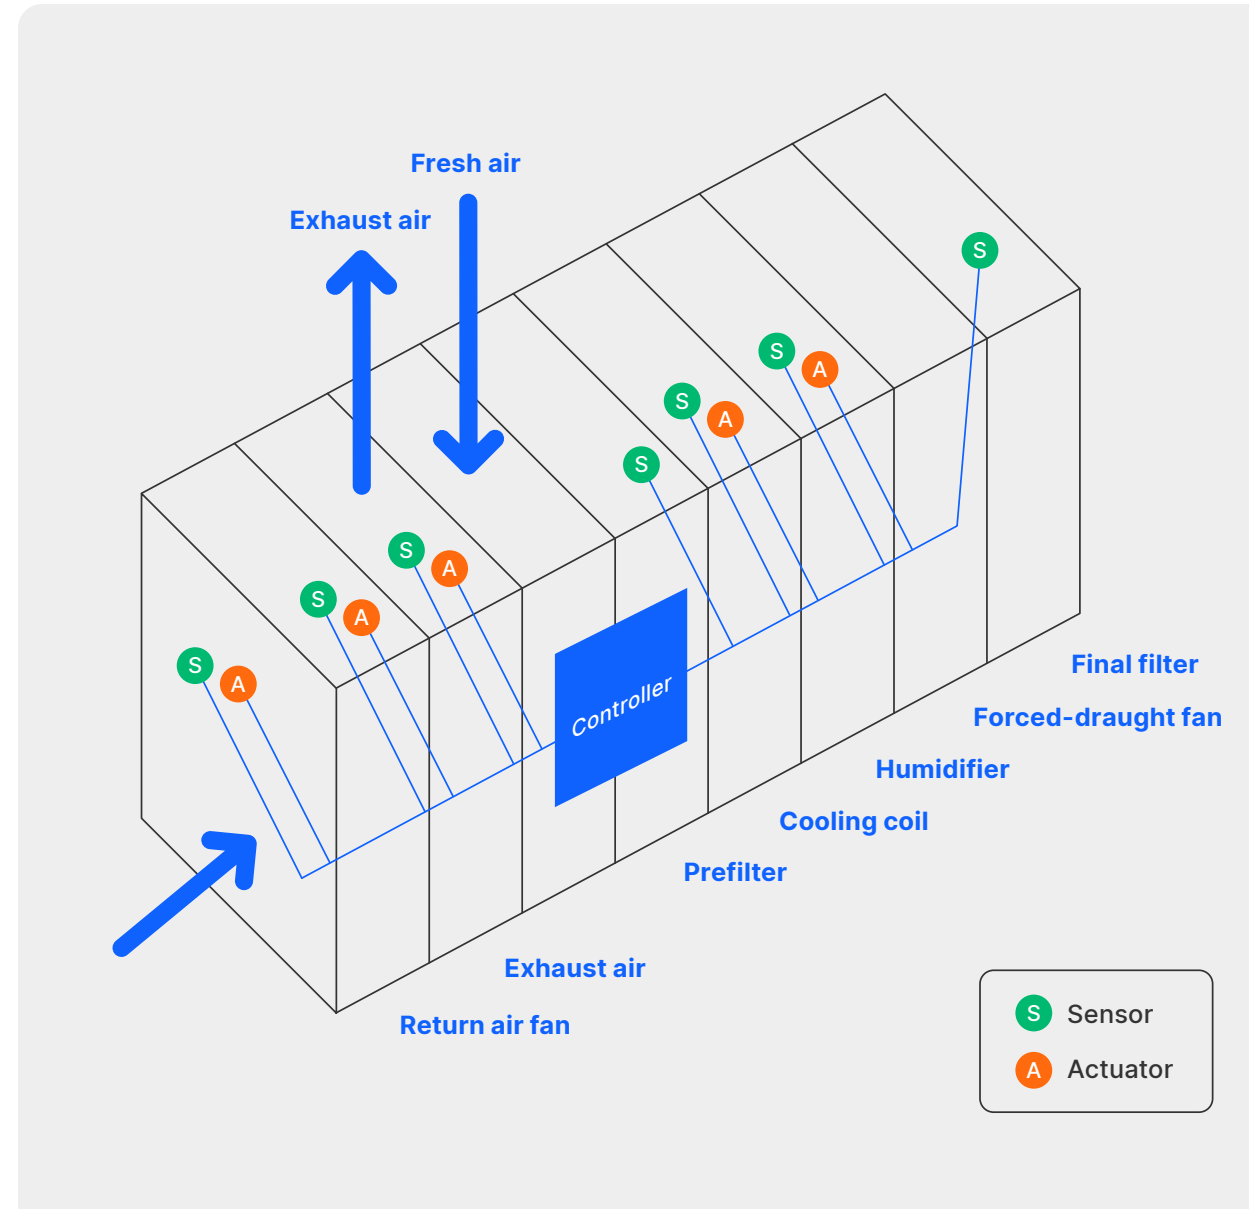 Fresh air
Exhaust air
S
S
A
S
A
S
S
A
S
A
S
A
Controller
Final filter
Forced-draught fan
Humidifier
Cooling coil
Prefilter
Exhaust air
Return air fan
S Sensor
A Actuator